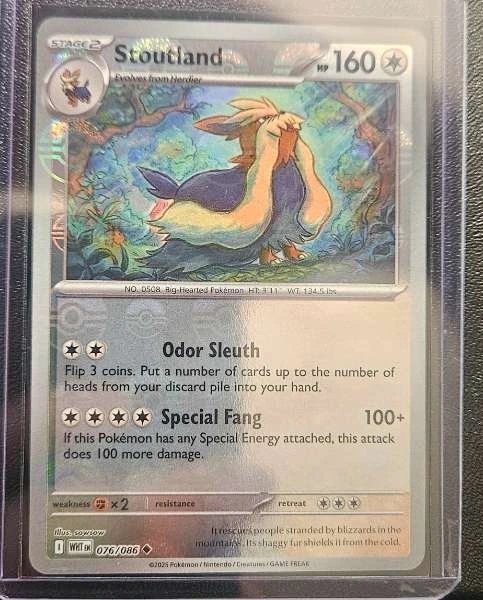 STAGE 2
Stoutland
HP 160
Evolves from Herdier
NO. 0508 Big-Hearted Pokémon HT: 3'11" WT: 134.5 lbs
Odor Sleuth
Flip 3 coins. Put a number of cards up to the number of
heads from your discard pile into your hand.
Special Fang 100+
If this Pokémon has any Special Energy attached, this attack
does 100 more damage.
weakness ×2 resistance retreat
Illus. sowsow
It rescues people stranded by blizzards in the
mountains. Its shaggy fur shields it from the cold.
I WHT EN 076/086
©2025 Pokémon / Nintendo / Creatures / GAME FREAK